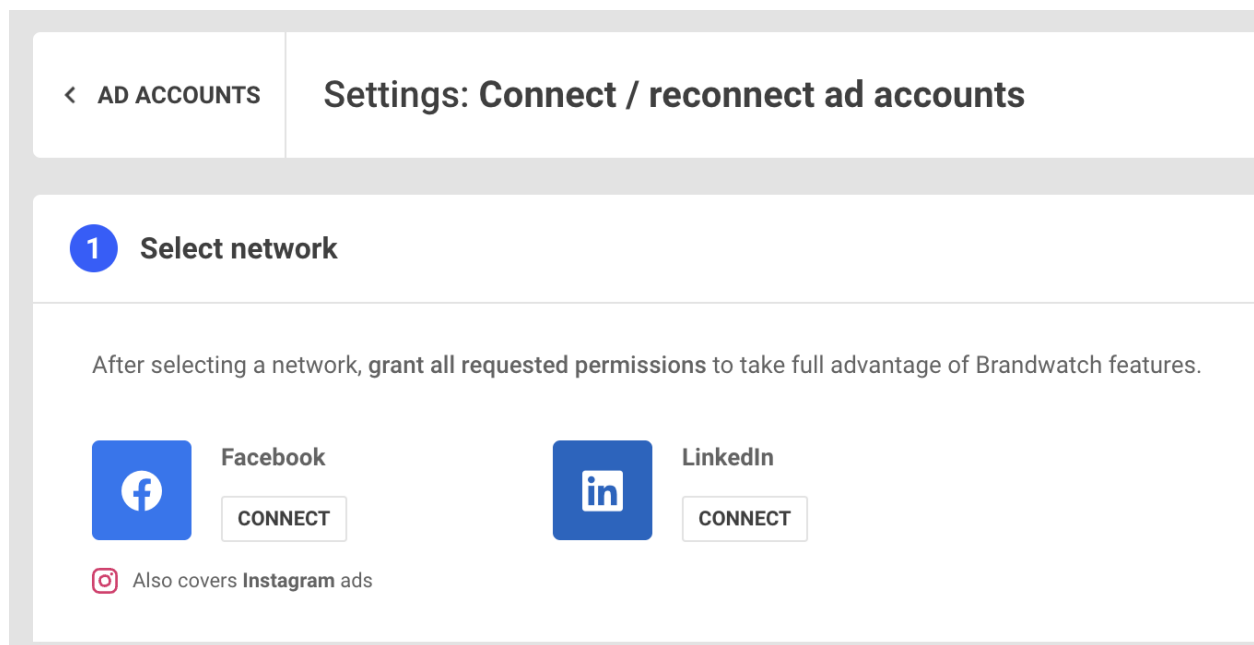 AD ACCOUNTS
Settings: Connect / reconnect ad accounts
1 Select network
After selecting a network, grant all requested permissions to take full advantage of Brandwatch features.
Facebook
CONNECT
Also covers Instagram ads
in
LinkedIn
CONNECT